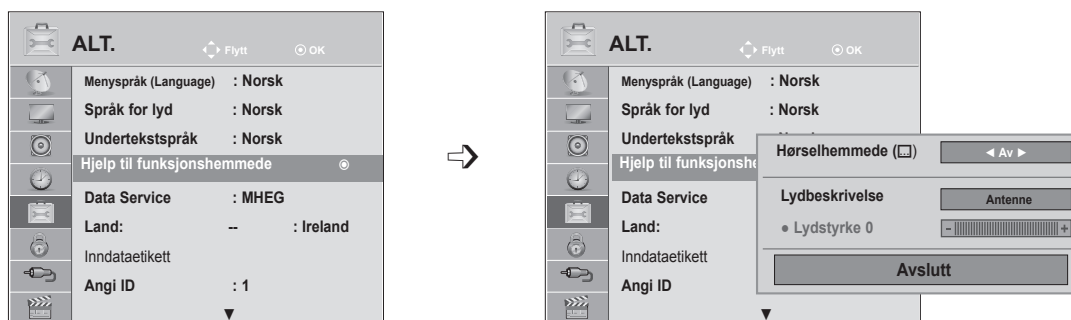 ALT.
Flytt
OK
Menyspråk (Language) : Norsk
Språk for lyd : Norsk
Undertekstspråk : Norsk
Hjelp til funksjonshemmede
Data Service : MHEG
Land: -- : Ireland
Inndataetikett
Angi ID : 1
ALT.
Flytt
OK
Menyspråk (Language) : Norsk
Språk for lyd : Norsk
Undertekstspråk
Hjelp til funksjonshe
Data Service
Land:
Inndataetikett
Angi ID
Hørselhemmede ( )
◄ Av ►
Lydbeskrivelse
Antenne
• Lydstyrke 0
- +
Avslutt